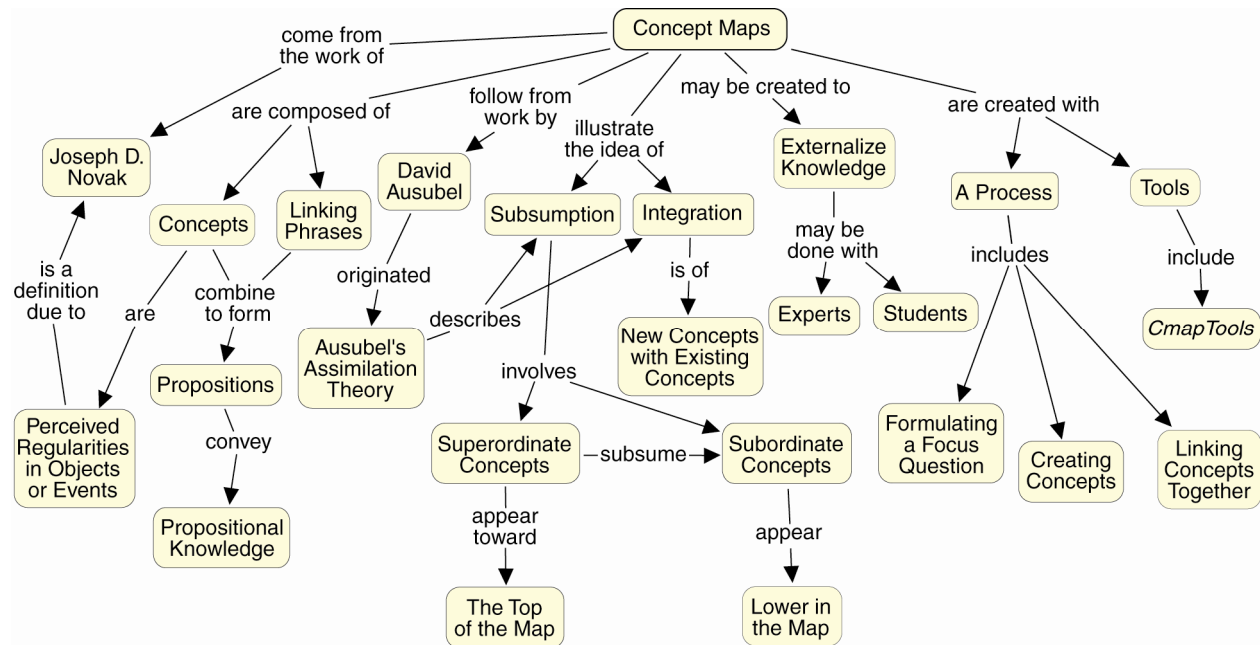 Concept Maps
come from
the work of
are composed of
follow from
work by
illustrate
the idea of
may be created to
are created with
Joseph D.
Novak
Concepts
Linking
Phrases
David
Ausubel
Subsumption
Integration
Externalize
Knowledge
A Process
Tools
is a
definition
due to
are
combine
to form
originated
describes
is of
may be
done with
includes
include
Propositions
Ausubel's
Assimilation
Theory
New Concepts
with Existing
Concepts
Experts
Students
CmapTools
involves
Perceived
Regularities
in Objects
or Events
convey
Superordinate
Concepts
subsume
Subordinate
Concepts
Formulating
a Focus
Question
Creating
Concepts
Linking
Concepts
Together
Propositional
Knowledge
appear
toward
appear
The Top
of the Map
Lower in
the Map